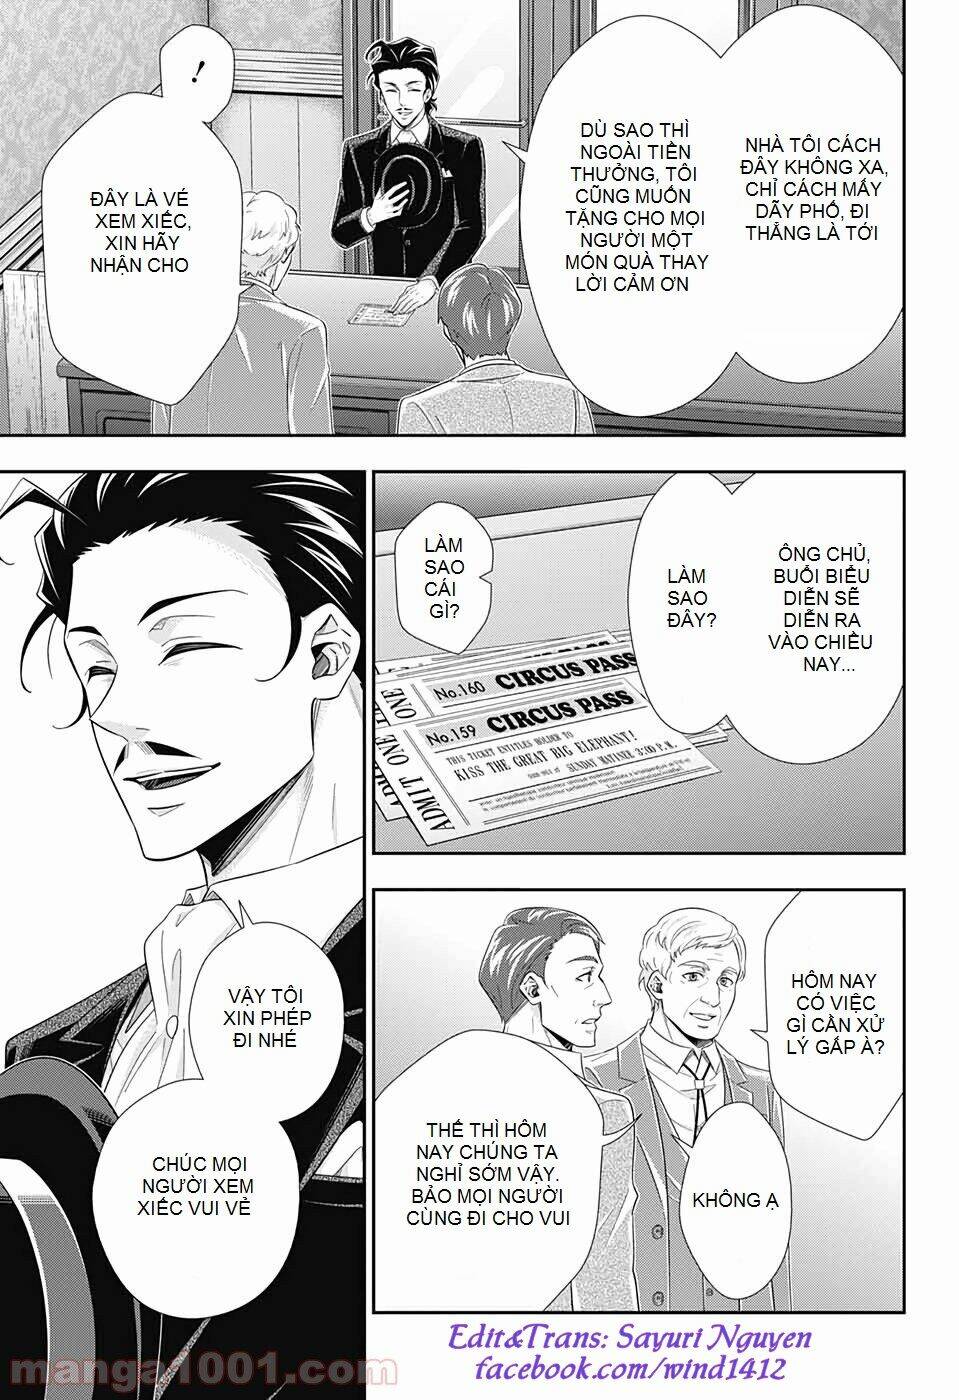 NHÀ TÔI CÁCH
ĐÂY KHÔNG XA,
CHỈ CÁCH MẤY
DÃY PHỐ, ĐI
THẲNG LÀ TỚI
DÙ SAO THÌ
NGOÀI TIỀN
THƯỞNG, TÔI
CŨNG MUỐN
TẶNG CHO MỌI
NGƯỜI MỘT
MÓN QUÀ THAY
LỜI CẢM ƠN
!
ĐÂY LÀ VÉ
XEM XIẾC,
XIN HÃY
NHẬN CHO
ÔNG CHỦ,
BUỔI BIỂU
DIỄN SẼ
DIỄN RA
VÀO CHIỀU
NAY...
LÀM
SAO
ĐÂY?
LÀM
SAO
CÁI
GÌ?
No.160 CIRCUS PASS
No.159 CIRCUS PASS
THIS TICKET ENTITLES HOLDER TO
KISS THE GREAT BIG ELEPHANT!
SUNDAY MATINEE 3:00 P.M.
ADMIT ONE
HÔM NAY
CÓ VIỆC
GÌ CẦN XỬ
LÝ GẤP À?
KHÔNG Ạ
THẾ THÌ HÔM
NAY CHÚNG TA
NGHỈ SỚM VẬY.
BẢO MỌI NGƯỜI
CÙNG ĐI CHO VUI
VẬY TÔI
XIN PHÉP
ĐI NHÉ
CHÚC MỌI
NGƯỜI XEM
XIẾC VUI VẺ
Edit&Trans: Sayuri Nguyen
facebook.com/wind1412
manga1001.com